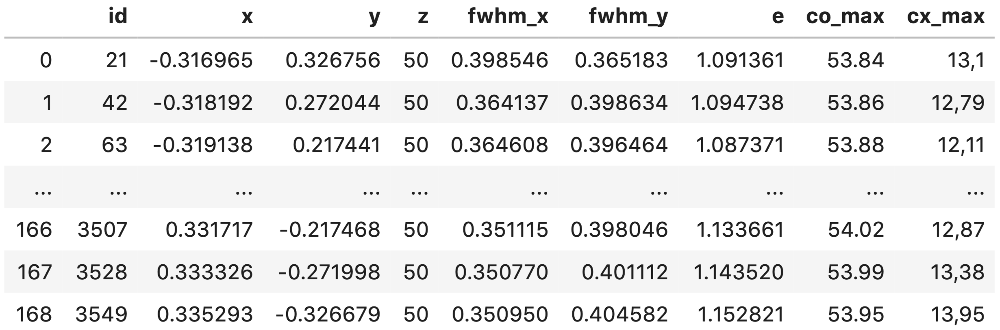 id x y z fwhm_x fwhm_y e co_max cx_max
0 21 -0.316965 0.326756 50 0.398546 0.365183 1.091361 53.84 13,1
1 42 -0.318192 0.272044 50 0.364137 0.398634 1.094738 53.86 12,79
2 63 -0.319138 0.217441 50 0.364608 0.396464 1.087371 53.88 12,11
... ... ... ... ... ... ... ... ... ...
166 3507 0.331717 -0.217468 50 0.351115 0.398046 1.133661 54.02 12,87
167 3528 0.333326 -0.271998 50 0.350770 0.401112 1.143520 53.99 13,38
168 3549 0.335293 -0.326679 50 0.350950 0.404582 1.152821 53.95 13,95